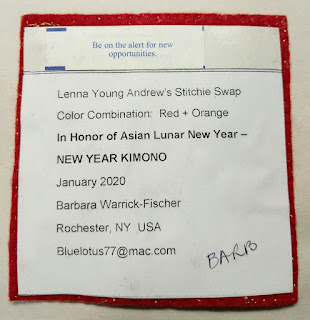 Be on the alert for new
opportunities.
Lenna Young Andrew's Stitchie Swap
Color Combination:  Red + Orange
In Honor of Asian Lunar New Year –
NEW YEAR KIMONO
January 2020
Barbara Warrick-Fischer
Rochester, NY  USA
Bluelotus77@mac.com
BARB